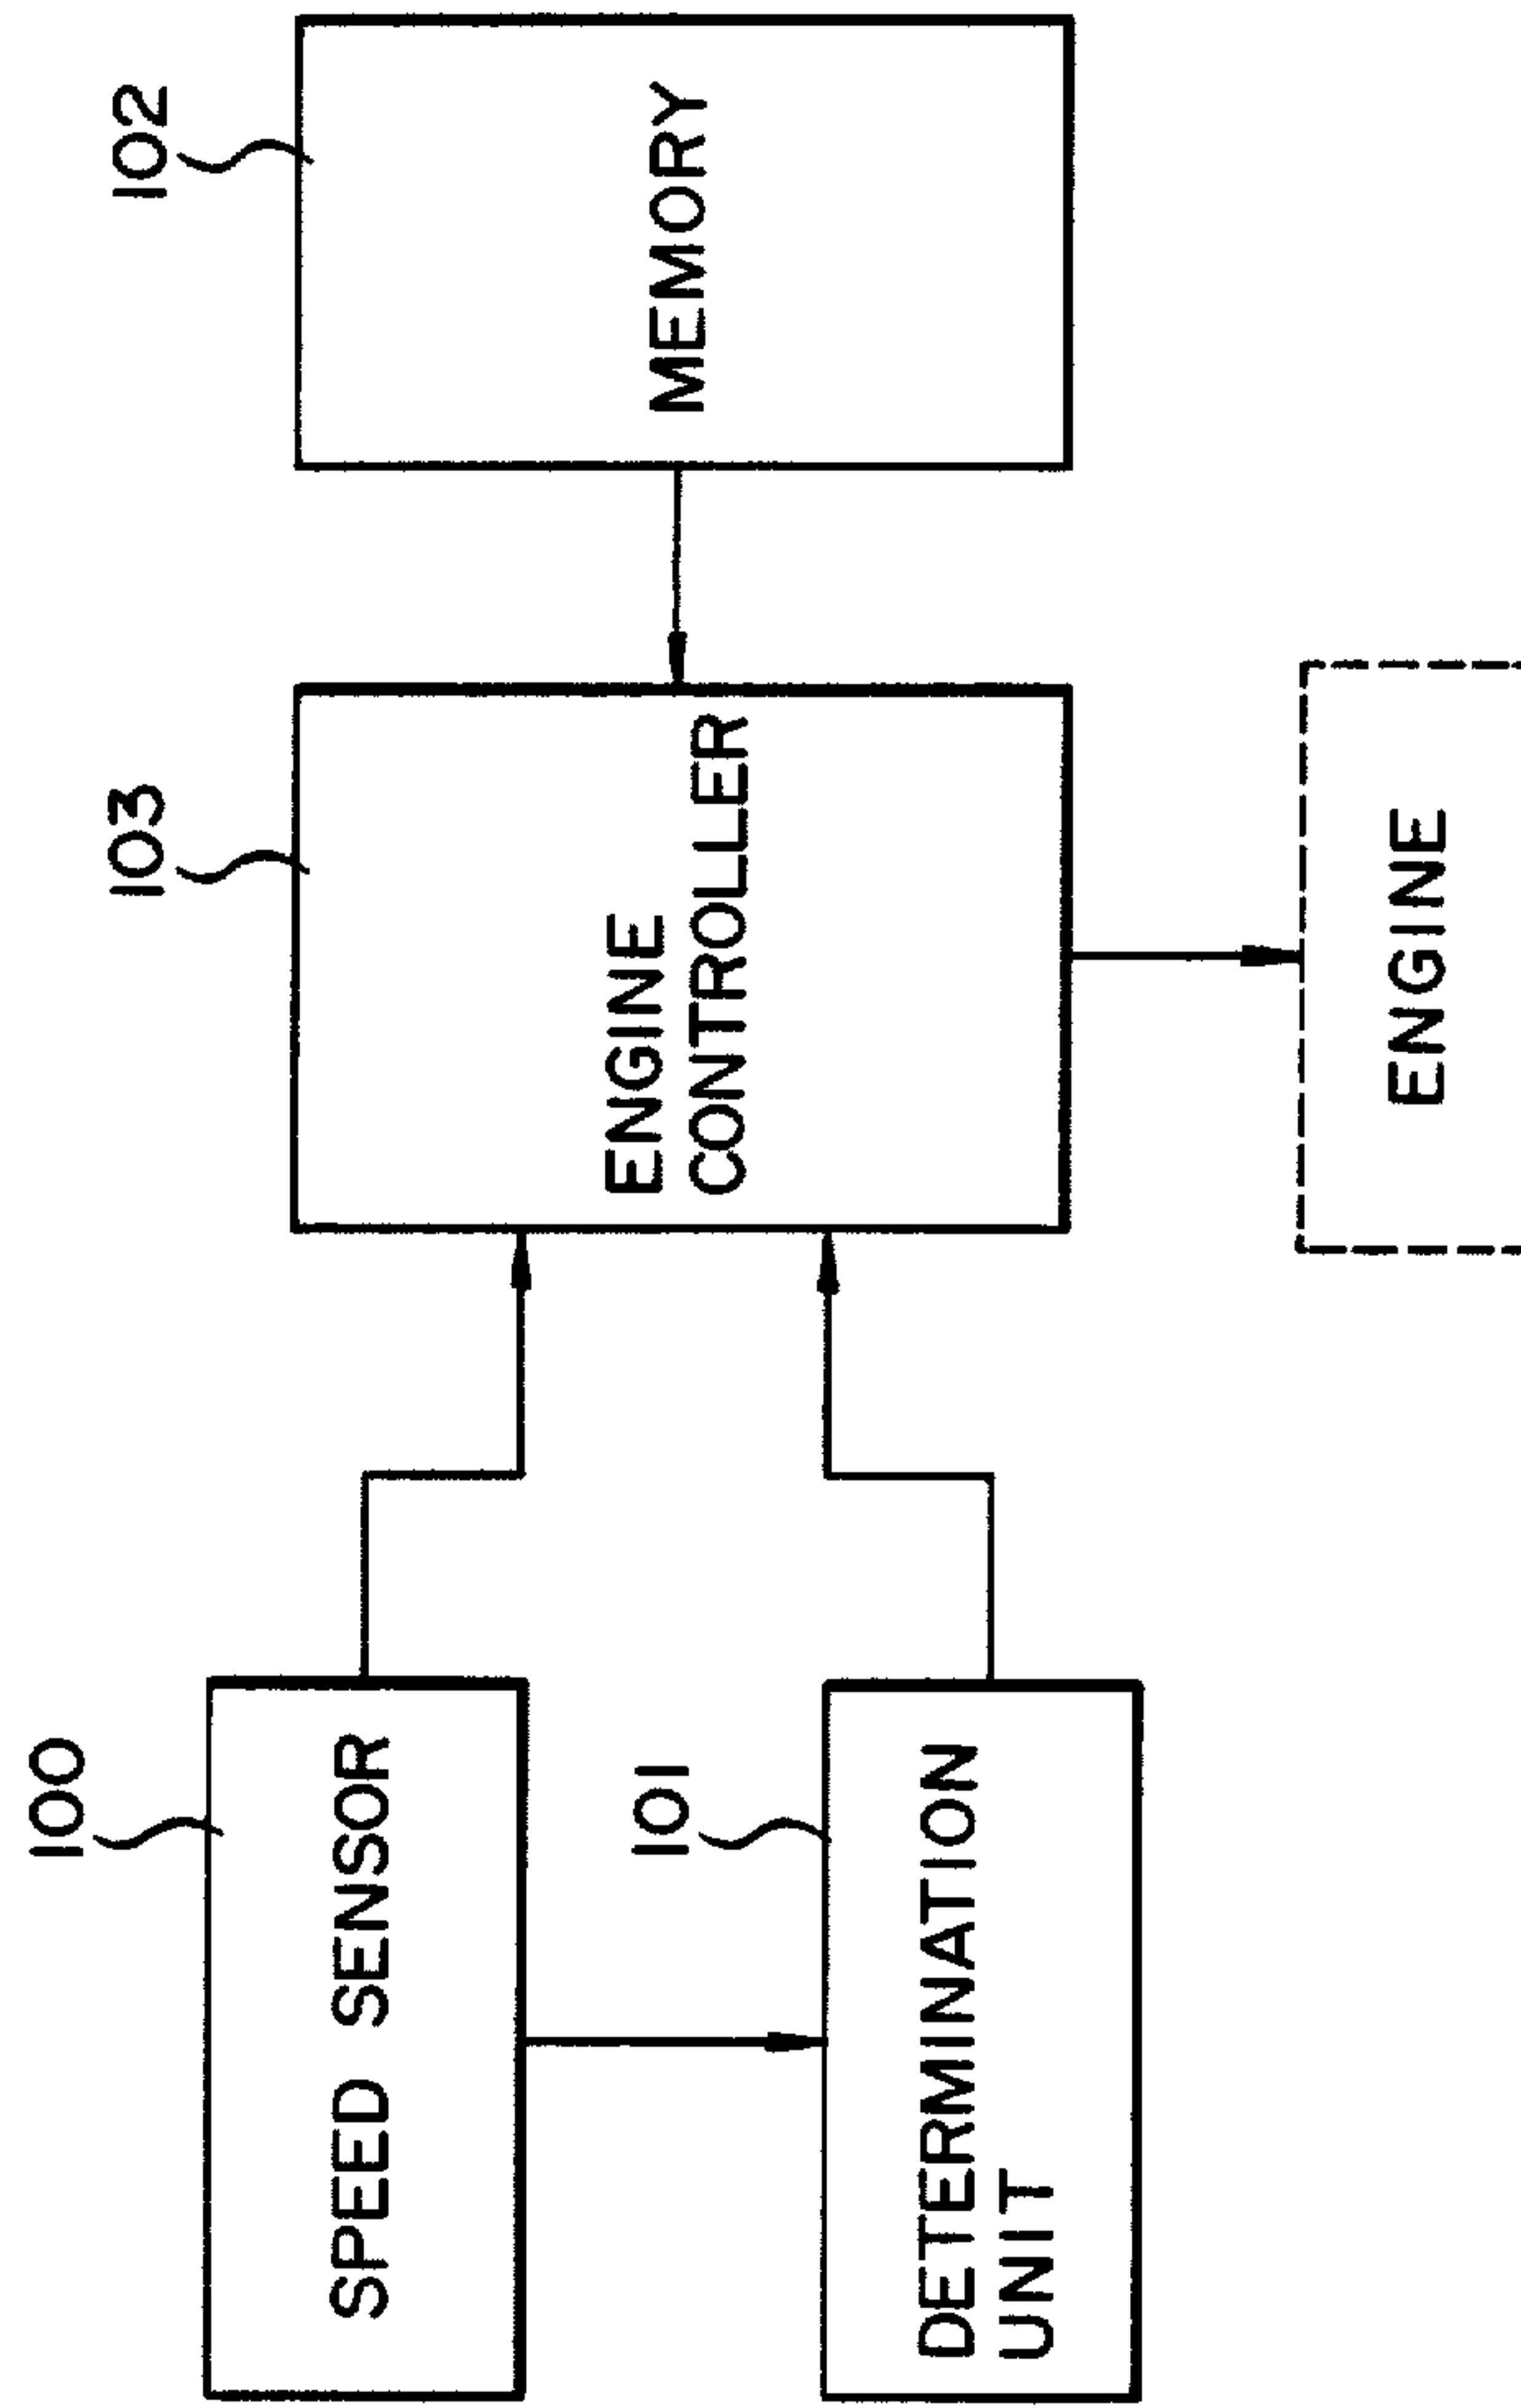 100
SPEED SENSOR
101
DETERMINATION
UNIT
103
ENGINE
CONTROLLER
102
MEMORY
ENGINE